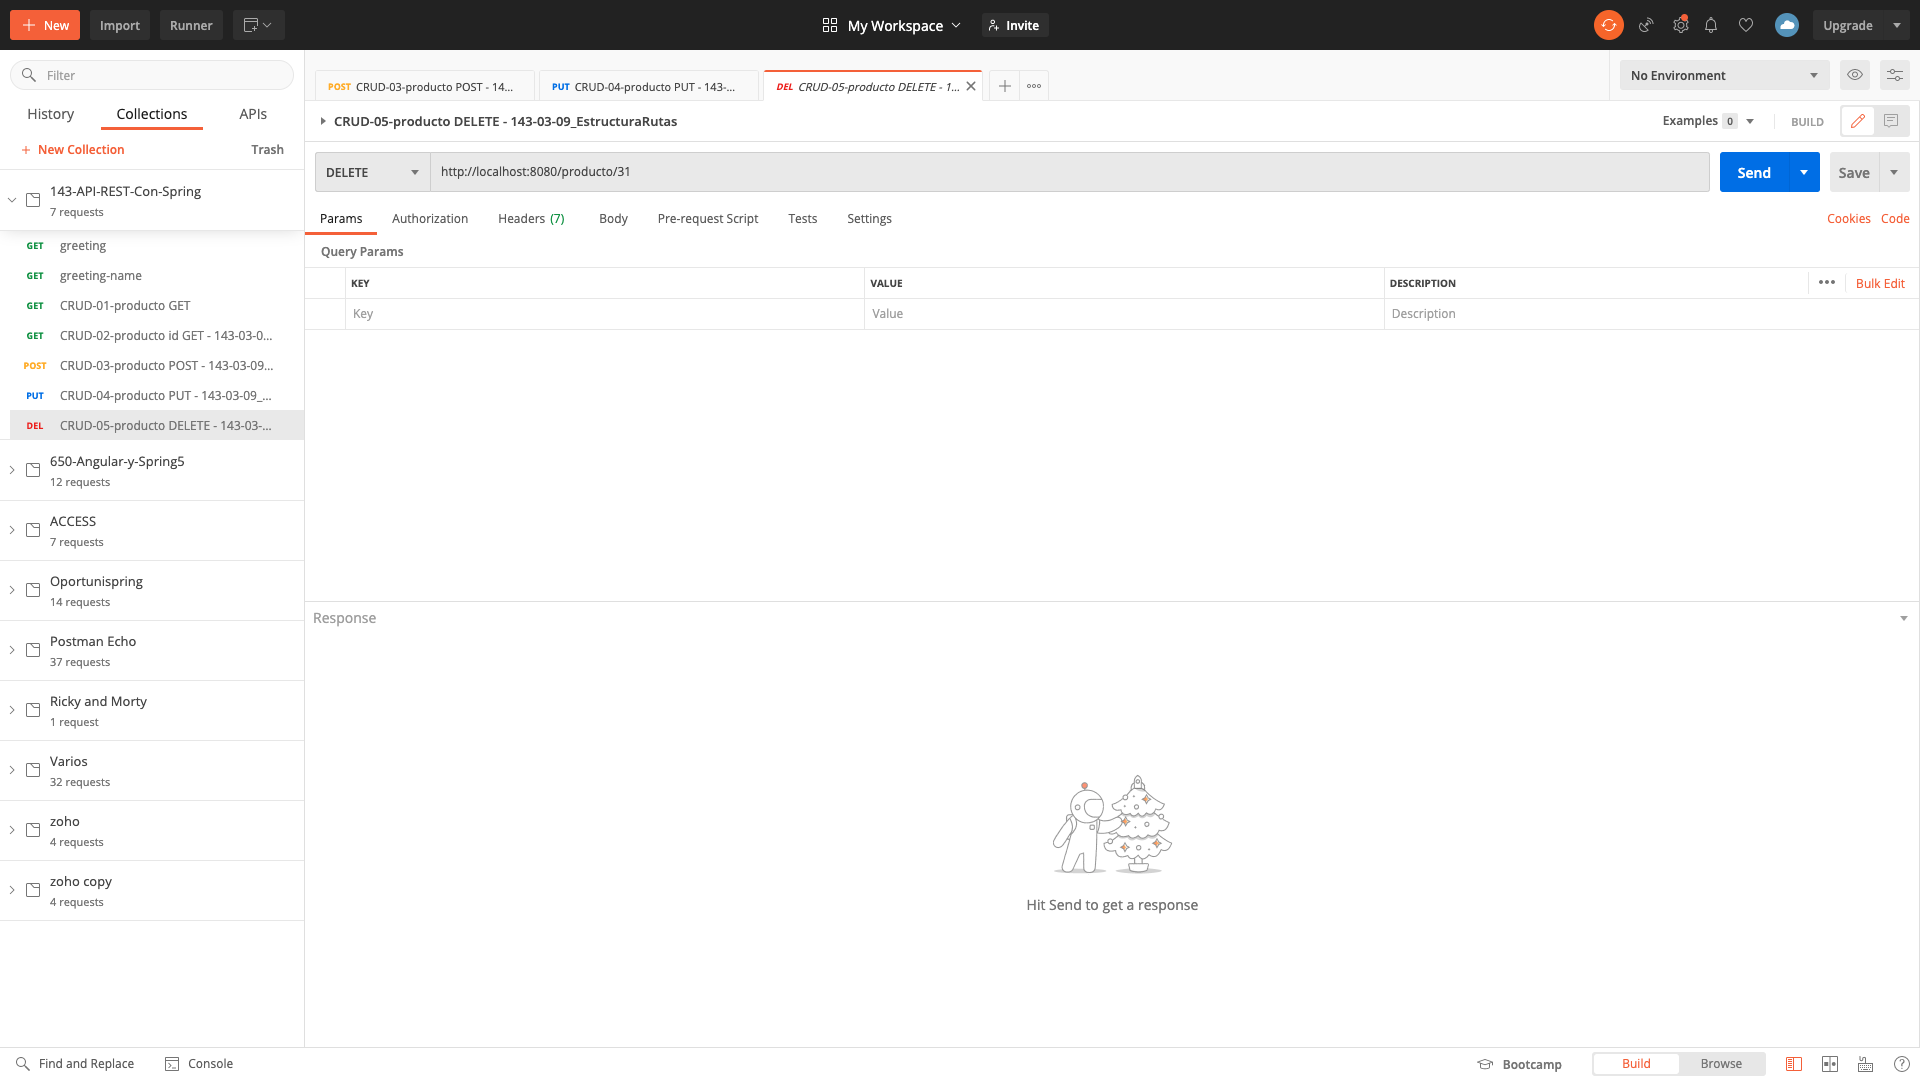 New
Import
Runner
My Workspace
Invite
Upgrade
Filter
History
Collections
APIs
New Collection
Trash
143-API-REST-Con-Spring
7 requests
GET greeting
GET greeting-name
GET CRUD-01-producto GET
GET CRUD-02-producto id GET - 143-03-0...
POST CRUD-03-producto POST - 143-03-09...
PUT CRUD-04-producto PUT - 143-03-09_...
DEL CRUD-05-producto DELETE - 143-03-...
650-Angular-y-Spring5
12 requests
ACCESS
7 requests
Oportunispring
14 requests
Postman Echo
37 requests
Ricky and Morty
1 request
Varios
32 requests
zoho
4 requests
zoho copy
4 requests
POST CRUD-03-producto POST - 14...
PUT CRUD-04-producto PUT - 143-...
DEL CRUD-05-producto DELETE - 1...
No Environment
CRUD-05-producto DELETE - 143-03-09_EstructuraRutas
Examples 0
BUILD
DELETE
http://localhost:8080/producto/31
Send
Save
Params
Authorization
Headers (7)
Body
Pre-request Script
Tests
Settings
Cookies
Code
Query Params
KEY
VALUE
DESCRIPTION
Bulk Edit
Key
Value
Description
Response
Hit Send to get a response
Find and Replace
Console
Bootcamp
Build
Browse